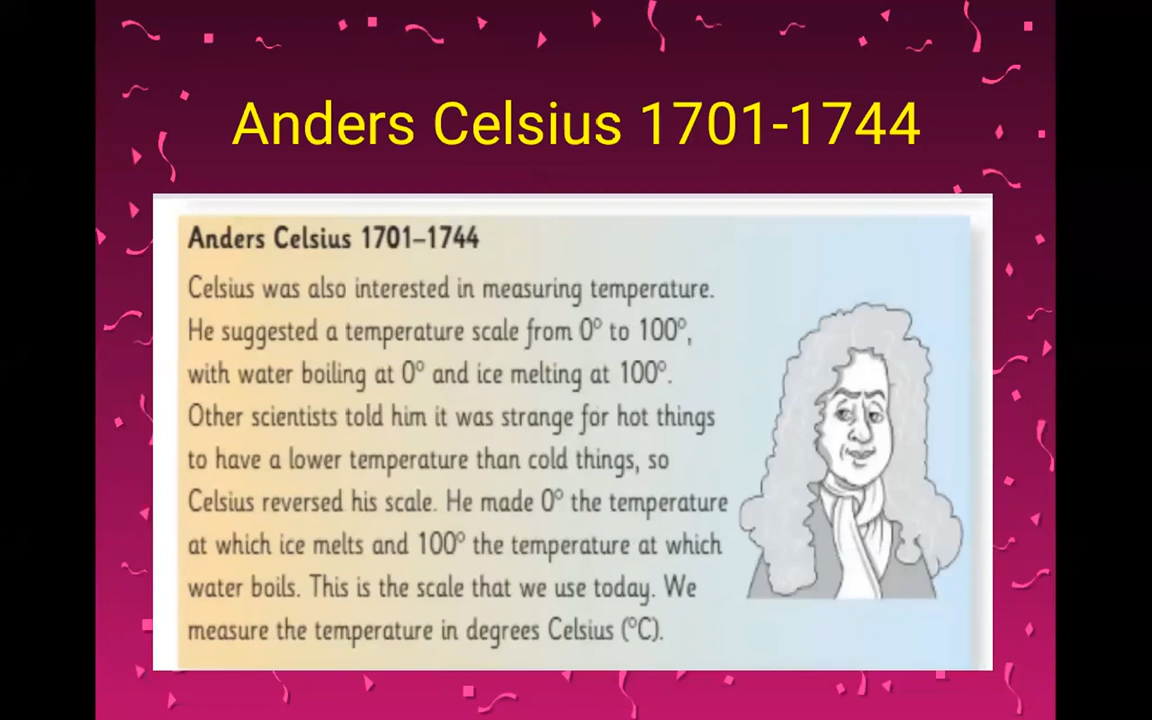 Anders Celsius 1701-1744
Anders Celsius 1701–1744
Celsius was also interested in measuring temperature.
He suggested a temperature scale from 0° to 100°,
with water boiling at 0° and ice melting at 100°.
Other scientists told him it was strange for hot things
to have a lower temperature than cold things, so
Celsius reversed his scale. He made 0° the temperature
at which ice melts and 100° the temperature at which
water boils. This is the scale that we use today. We
measure the temperature in degrees Celsius (°C).